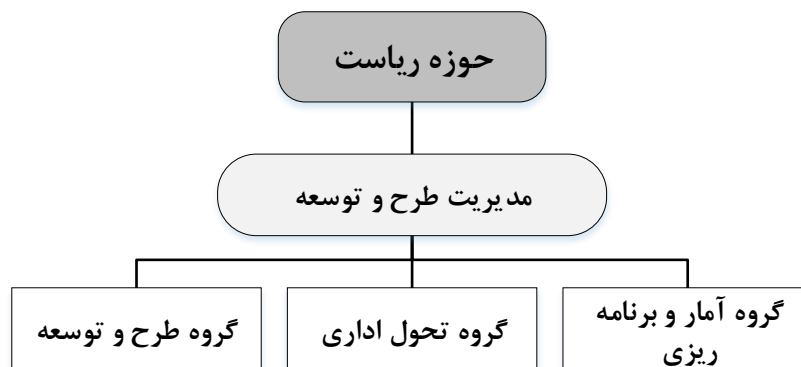 حوزه ریاست
مدیریت طرح و توسعه
گروه آمار و برنامه
ریزی
گروه تحول اداری
گروه طرح و توسعه